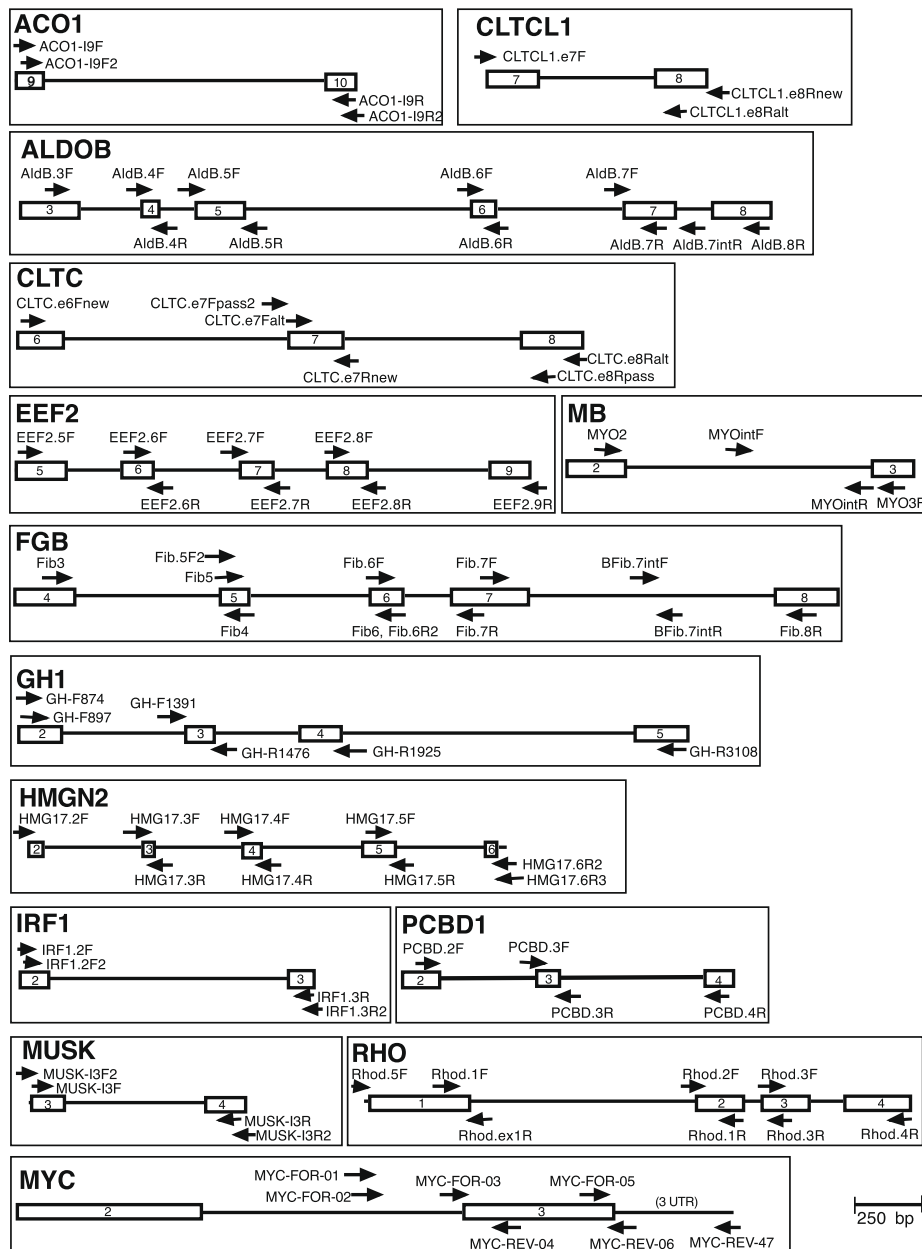 ACO1
ACO1-I9F
ACO1-I9F2
9
10
ACO1-I9R
ACO1-I9R2
CLTCL1
CLTCL1.e7F
7
8
CLTCL1.e8Rnew
CLTCL1.e8Ralt
ALDOB
AldB.3F
AldB.4F
AldB.5F
AldB.6F
AldB.7F
3
4
5
6
7
8
AldB.4R
AldB.5R
AldB.6R
AldB.7R
AldB.7intR
AldB.8R
CLTC
CLTC.e6Fnew
CLTC.e7Fpass2
CLTC.e7Falt
6
7
8
CLTC.e7Rnew
CLTC.e8Ralt
CLTC.e8Rpass
EEF2
EEF2.5F
EEF2.6F
EEF2.7F
EEF2.8F
5
6
7
8
9
EEF2.6R
EEF2.7R
EEF2.8R
EEF2.9R
MB
MYO2
MYOintF
2
3
MYOintR
FGB
Fib3
Fib.5F2
Fib5
Fib.6F
Fib.7F
BFib.7intF
4
5
6
7
8
Fib4
Fib6, Fib.6R2
Fib.7R
BFib.7intR
Fib.8R
GH1
GH-F874
GH-F897
GH-F1391
2
3
4
5
GH-R1476
GH-R1925
GH-R3108
HMGN2
HMG17.2F
HMG17.3F
HMG17.4F
HMG17.5F
2
3
4
5
6
HMG17.3R
HMG17.4R
HMG17.5R
HMG17.6R2
HMG17.6R3
IRF1
IRF1.2F
IRF1.2F2
2
3
IRF1.3R
IRF1.3R2
PCBD1
PCBD.2F
PCBD.3F
2
3
4
PCBD.3R
PCBD.4R
MUSK
MUSK-I3F2
MUSK-I3F
3
4
MUSK-I3R
MUSK-I3R2
RHO
Rhod.5F
Rhod.1F
Rhod.2F
Rhod.3F
1
2
3
4
Rhod.ex1R
Rhod.1R
Rhod.3R
Rhod.4R
MYC
MYC-FOR-01
MYC-FOR-02
MYC-FOR-03
MYC-FOR-05
2
3
(3 UTR)
MYC-REV-04
MYC-REV-06
MYC-REV-47
250 bp